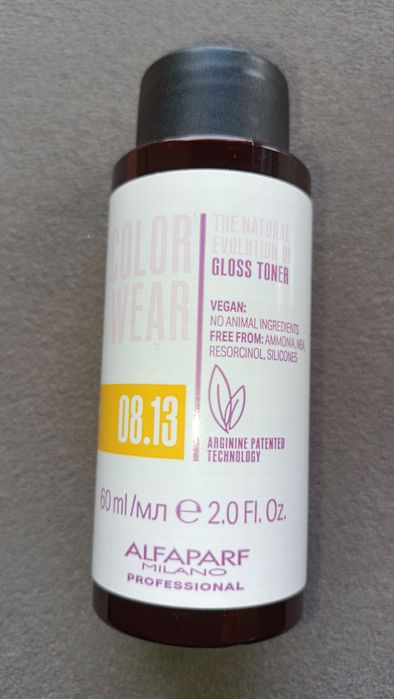 COLOR
WEAR
THE NATURAL
EVOLUTION OF
GLOSS TONER
VEGAN:
NO ANIMAL INGREDIENTS
FREE FROM: AMMONIA, MEA,
RESORCINOL, SILICONES
08.13
ARGININE PATENTED
TECHNOLOGY
60 ml/мл e 2.0 Fl. Oz.
ALFAPARF
MILANO
PROFESSIONAL